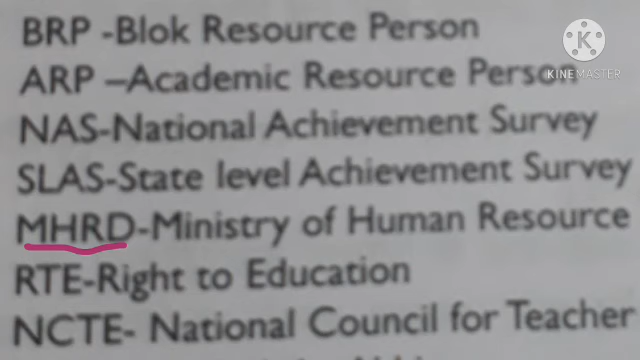 BRP -Blok Resource Person
ARP –Academic Resource Person
NAS-National Achievement Survey
SLAS-State level Achievement Survey
MHRD-Ministry of Human Resource
RTE-Right to Education
NCTE- National Council for Teacher
K
KINEMASTER